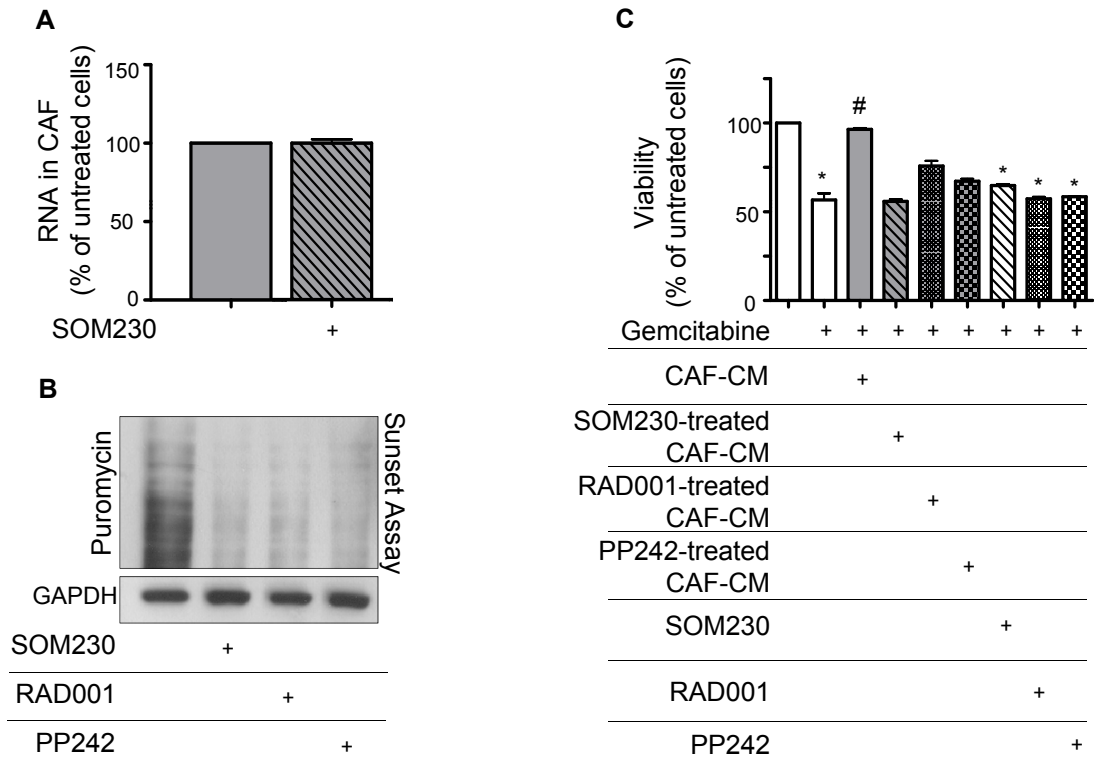 A
RNA in CAF
(% of untreated cells)
150
100
50
0
SOM230 +
B
Puromycin
Sunset Assay
GAPDH
SOM230 +
RAD001 +
PP242 +
C
Viability
(% of untreated cells)
100
50
0
* # * * *
Gemcitabine + + + + + + + +
CAF-CM +
SOM230-treated
CAF-CM +
RAD001-treated
CAF-CM +
PP242-treated
CAF-CM +
SOM230 +
RAD001 +
PP242 +